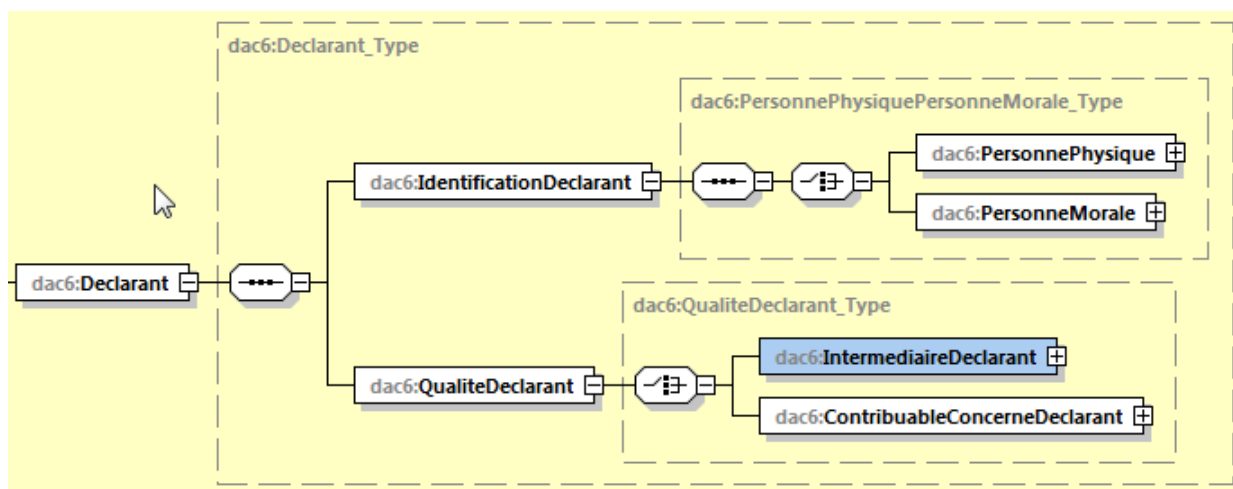 dac6:Declarant_Type
dac6:PersonnePhysiquePersonneMorale_Type
dac6:PersonnePhysique
dac6:IdentificationDeclarant
dac6:PersonneMorale
dac6:Declarant
dac6:QualiteDeclarant_Type
dac6:IntermediaireDeclarant
dac6:QualiteDeclarant
dac6:ContribuableConcerneDeclarant